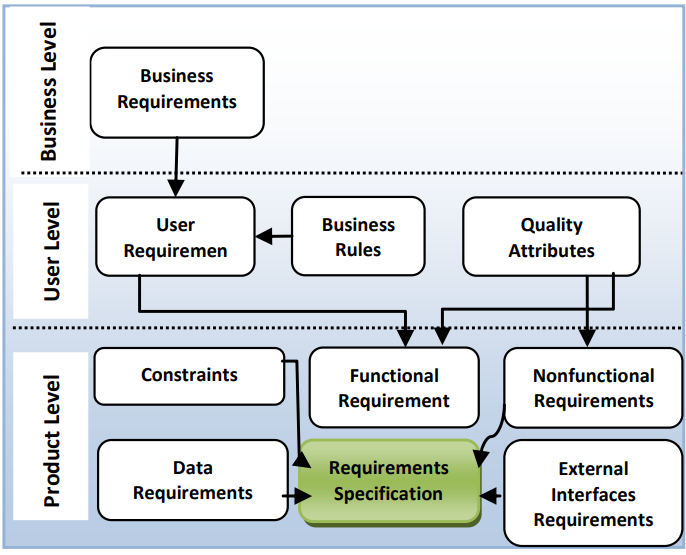 Business Level
Business
Requirements
User Level
User
Requiremen
Business
Rules
Quality
Attributes
Product Level
Constraints
Functional
Requirement
Nonfunctional
Requirements
Data
Requirements
Requirements
Specification
External
Interfaces
Requirements